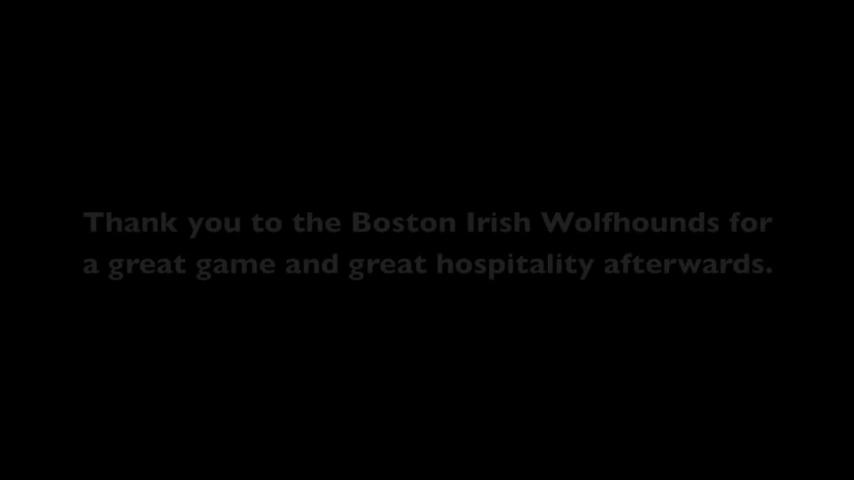 Thank you to the Boston Irish Wolfhounds for
a great game and great hospitality afterwards.